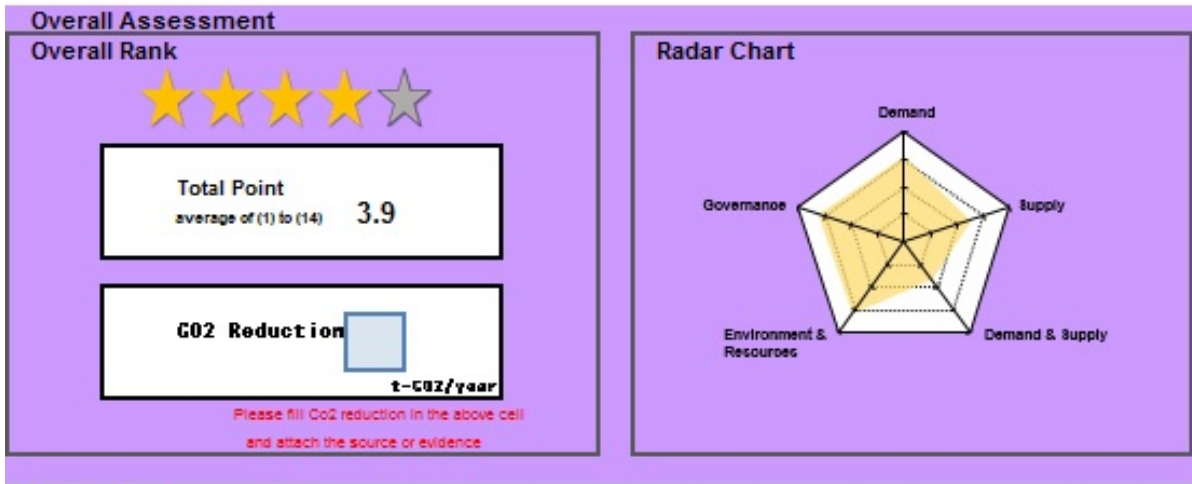 Overall Assessment
Overall Rank
Total Point
average of (1) to (14) 3.9
CO2 Reduction
t-CO2/year
Please fill Co2 reduction in the above cell
and attach the source or evidence
Radar Chart
Demand
Governance
Supply
Environment &
Resources
Demand & Supply